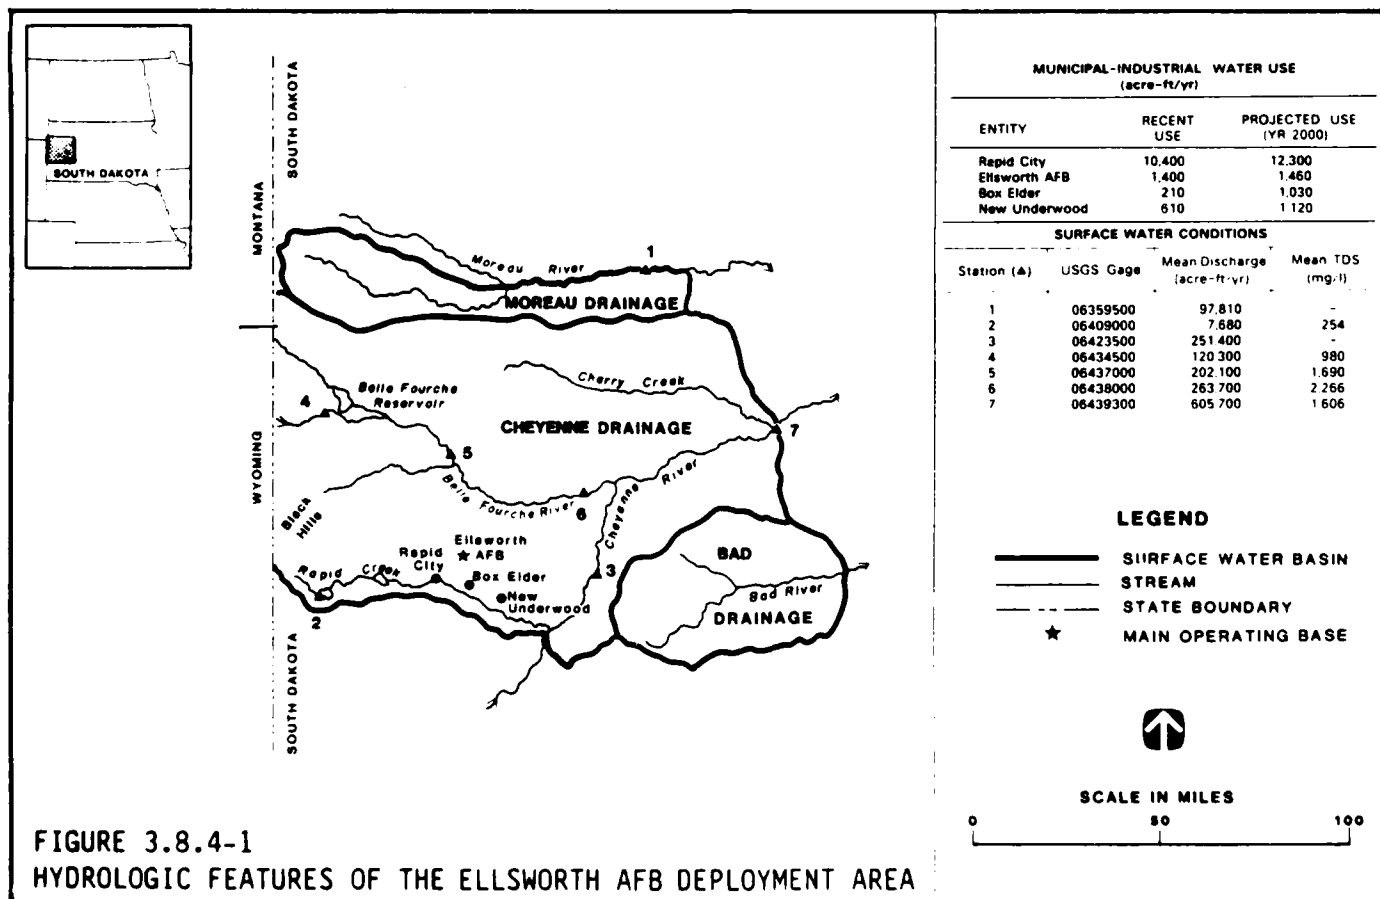 SOUTH DAKOTA
MONTANA
SOUTH DAKOTA
WYOMING
SOUTH DAKOTA
Moreau River
1
MOREAU DRAINAGE
Cherry Creek
Belle Fourche
Reservoir
4
CHEYENNE DRAINAGE
7
5
Belle Fourche River
6
Cheyenne River
Black
Hills
Ellsworth
AFB
Rapid
City
Rapid Creek
Box Elder
New
Underwood
3
2
BAD
Bad River
DRAINAGE
MUNICIPAL-INDUSTRIAL WATER USE
(acre-ft/yr)
ENTITY RECENT USE PROJECTED USE (YR 2000)
Rapid City 10,400 12,300
Ellsworth AFB 1,400 1,460
Box Elder 210 1,030
New Underwood 610 1 120
SURFACE WATER CONDITIONS
Station (▲) USGS Gage Mean Discharge (acre-ft-yr) Mean TDS (mg/l)
1 06359500 97,810 -
2 06409000 7,680 254
3 06423500 251 400 -
4 06434500 120 300 980
5 06437000 202,100 1,690
6 06438000 263 700 2 266
7 06439300 605 700 1 606
LEGEND
SURFACE WATER BASIN
STREAM
STATE BOUNDARY
★ MAIN OPERATING BASE
SCALE IN MILES
0 50 100
FIGURE 3.8.4-1
HYDROLOGIC FEATURES OF THE ELLSWORTH AFB DEPLOYMENT AREA